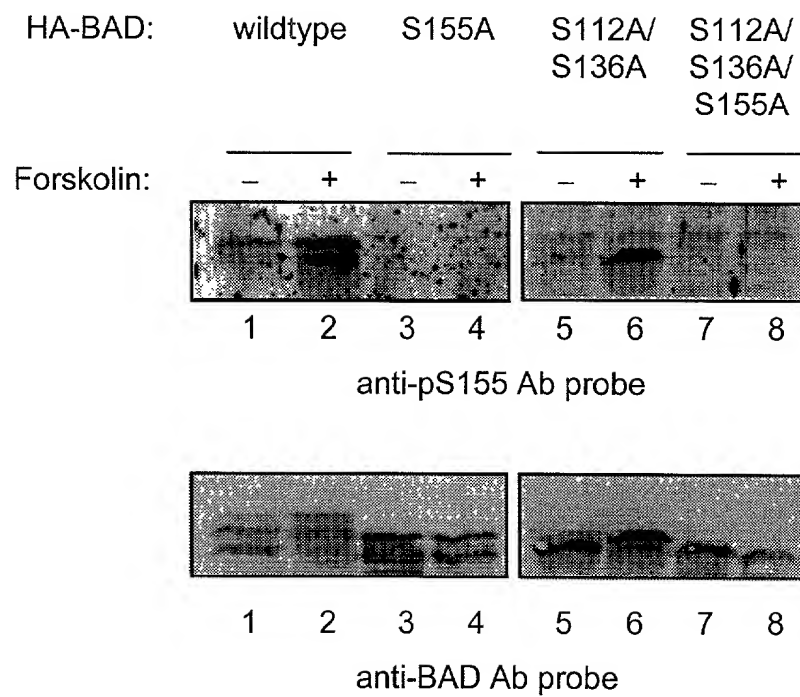 HA-BAD: wildtype S155A S112A/ S112A/
S136A S136A/
S155A
Forskolin: – + – + – + – +
1 2 3 4 5 6 7 8
anti-pS155 Ab probe
1 2 3 4 5 6 7 8
anti-BAD Ab probe